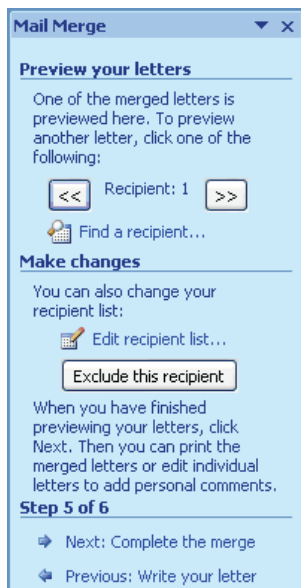 Mail Merge
Preview your letters
One of the merged letters is
previewed here. To preview
another letter, click one of the
following:
<< Recipient: 1 >>
Find a recipient...
Make changes
You can also change your
recipient list:
Edit recipient list...
Exclude this recipient
When you have finished
previewing your letters, click
Next. Then you can print the
merged letters or edit individual
letters to add personal comments.
Step 5 of 6
Next: Complete the merge
Previous: Write your letter